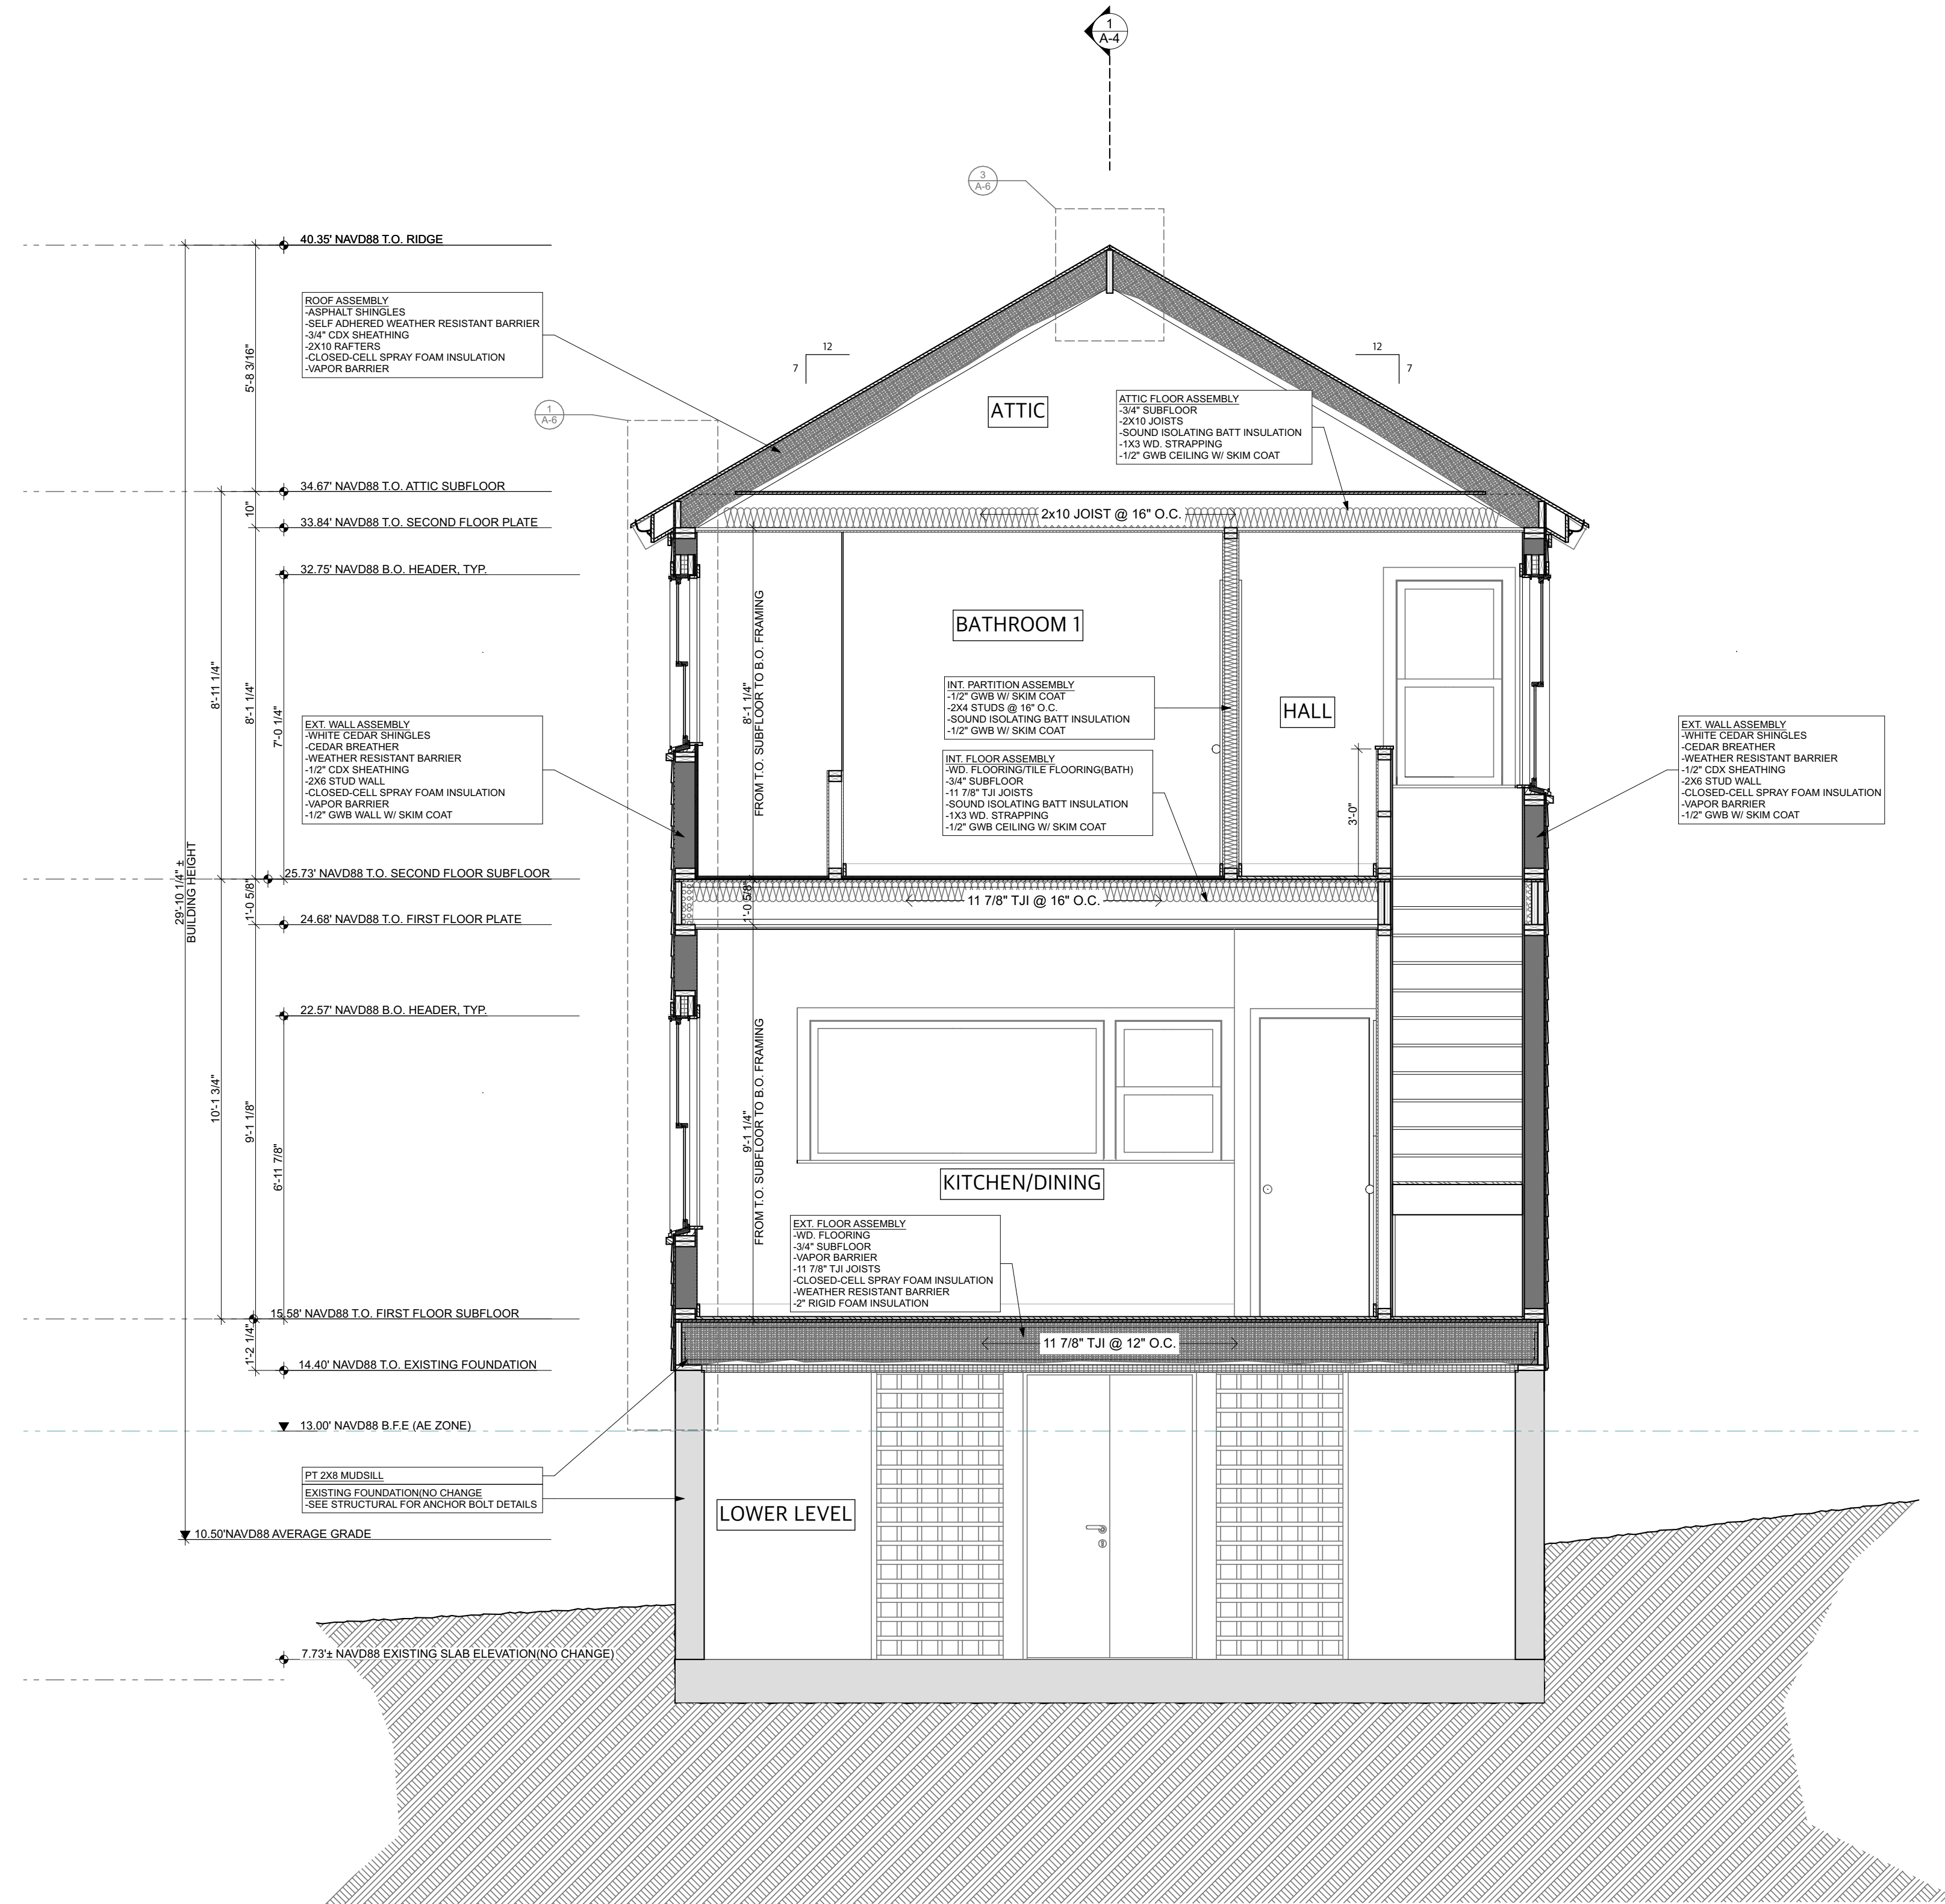 1
A-4
3
A-6
40.35' NAVD88 T.O. RIDGE
ROOF ASSEMBLY
-ASPHALT SHINGLES
-SELF ADHERED WEATHER RESISTANT BARRIER
-3/4" CDX SHEATHING
-2X10 RAFTERS
-CLOSED-CELL SPRAY FOAM INSULATION
-VAPOR BARRIER
5'-8 3/16"
12
7
12
7
1
A-6
ATTIC
ATTIC FLOOR ASSEMBLY
-3/4" SUBFLOOR
-2X10 JOISTS
-SOUND ISOLATING BATT INSULATION
-1X3 WD. STRAPPING
-1/2" GWB CEILING W/ SKIM COAT
34.67' NAVD88 T.O. ATTIC SUBFLOOR
10"
33.84' NAVD88 T.O. SECOND FLOOR PLATE
2x10 JOIST @ 16" O.C.
32.75' NAVD88 B.O. HEADER, TYP.
BATHROOM 1
8'-11 1/4"
8'-1 1/4"
7'-0 1/4"
8'-1 1/4"
FROM T.O. SUBFLOOR TO B.O. FRAMING
INT. PARTITION ASSEMBLY
-1/2" GWB W/ SKIM COAT
-2X4 STUDS @ 16" O.C.
-SOUND ISOLATING BATT INSULATION
-1/2" GWB W/ SKIM COAT
HALL
EXT. WALL ASSEMBLY
-WHITE CEDAR SHINGLES
-CEDAR BREATHER
-WEATHER RESISTANT BARRIER
-1/2" CDX SHEATHING
-2X6 STUD WALL
-CLOSED-CELL SPRAY FOAM INSULATION
-VAPOR BARRIER
-1/2" GWB WALL W/ SKIM COAT
INT. FLOOR ASSEMBLY
-WD. FLOORING/TILE FLOORING(BATH)
-3/4" SUBFLOOR
-11 7/8" TJI JOISTS
-SOUND ISOLATING BATT INSULATION
-1X3 WD. STRAPPING
-1/2" GWB CEILING W/ SKIM COAT
3'-0"
EXT. WALL ASSEMBLY
-WHITE CEDAR SHINGLES
-CEDAR BREATHER
-WEATHER RESISTANT BARRIER
-1/2" CDX SHEATHING
-2X6 STUD WALL
-CLOSED-CELL SPRAY FOAM INSULATION
-VAPOR BARRIER
-1/2" GWB W/ SKIM COAT
29'-10 1/4" ±
BUILDING HEIGHT
25.73' NAVD88 T.O. SECOND FLOOR SUBFLOOR
1'-0 5/8"
1'-0 5/8"
11 7/8" TJI @ 16" O.C.
24.68' NAVD88 T.O. FIRST FLOOR PLATE
22.57' NAVD88 B.O. HEADER, TYP.
10'-1 3/4"
9'-1 1/8"
6'-11 7/8"
9'-1 1/4"
FROM T.O. SUBFLOOR TO B.O. FRAMING
KITCHEN/DINING
EXT. FLOOR ASSEMBLY
-WD. FLOORING
-3/4" SUBFLOOR
-VAPOR BARRIER
-11 7/8" TJI JOISTS
-CLOSED-CELL SPRAY FOAM INSULATION
-WEATHER RESISTANT BARRIER
-2" RIGID FOAM INSULATION
15.58' NAVD88 T.O. FIRST FLOOR SUBFLOOR
1'-2 1/4"
11 7/8" TJI @ 12" O.C.
14.40' NAVD88 T.O. EXISTING FOUNDATION
13.00' NAVD88 B.F.E (AE ZONE)
PT 2X8 MUDSILL
EXISTING FOUNDATION(NO CHANGE
-SEE STRUCTURAL FOR ANCHOR BOLT DETAILS
LOWER LEVEL
10.50'NAVD88 AVERAGE GRADE
7.73'± NAVD88 EXISTING SLAB ELEVATION(NO CHANGE)